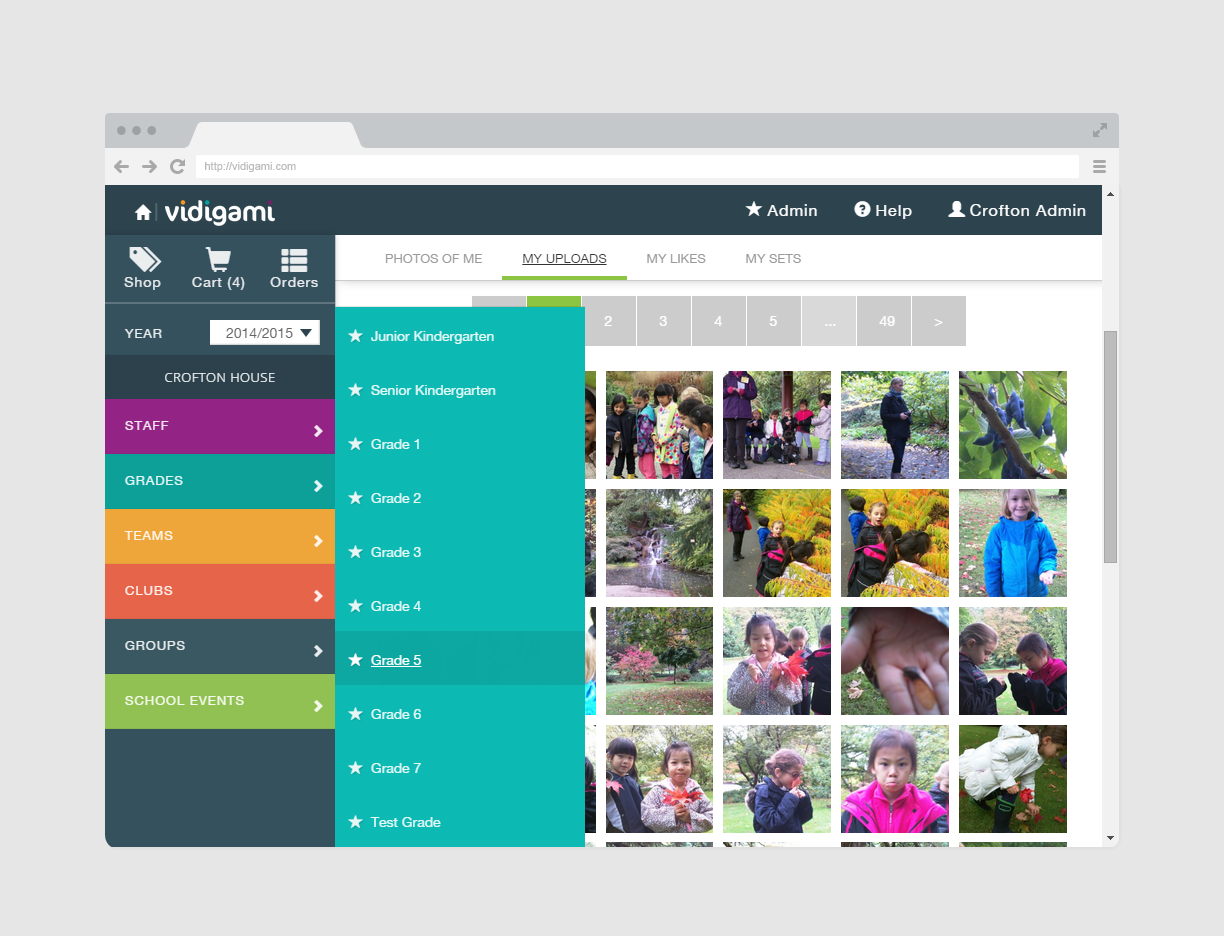 http://vidigami.com
vidigami
Admin
Help
Crofton Admin
Shop
Cart (4)
Orders
PHOTOS OF ME
MY UPLOADS
MY LIKES
MY SETS
2 3 4 5 ... 49 >
YEAR
2014/2015
CROFTON HOUSE
STAFF
GRADES
TEAMS
CLUBS
GROUPS
SCHOOL EVENTS
Junior Kindergarten
Senior Kindergarten
Grade 1
Grade 2
Grade 3
Grade 4
Grade 5
Grade 6
Grade 7
Test Grade